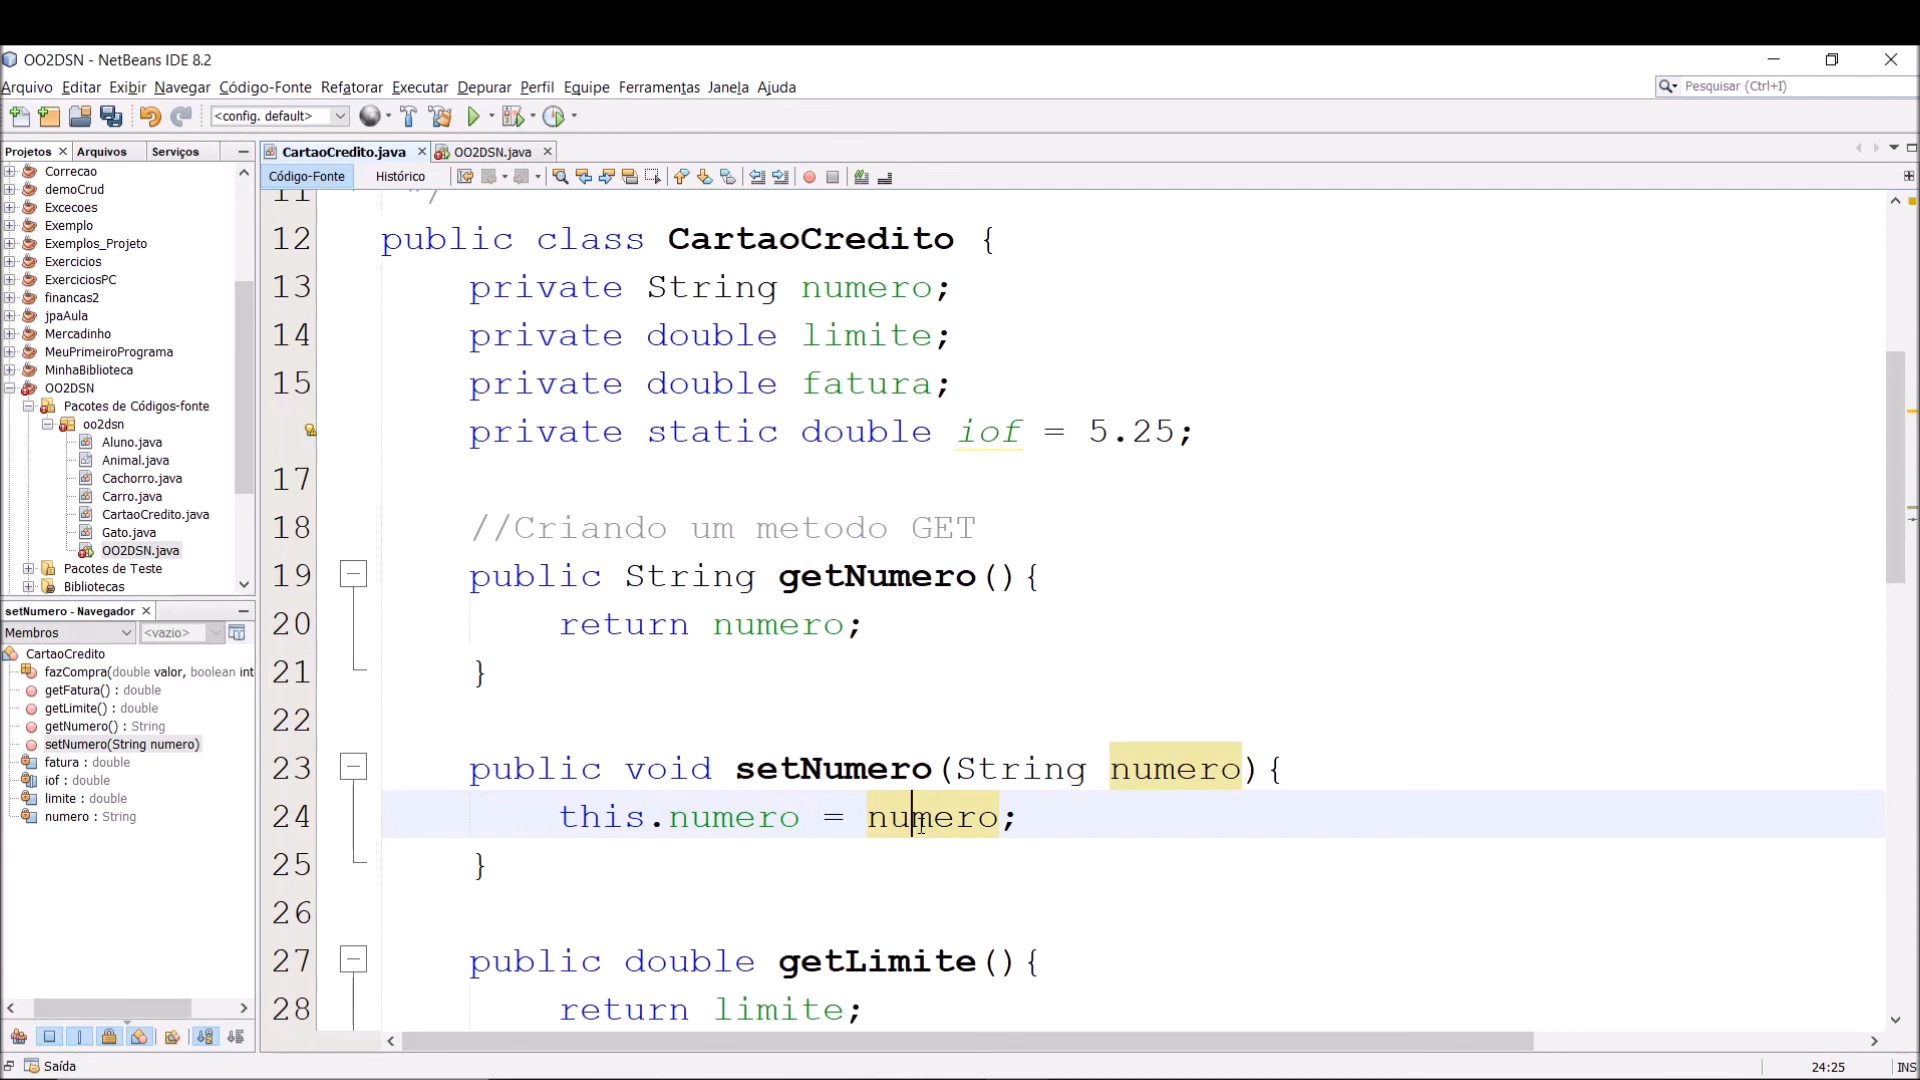 OO2DSN - NetBeans IDE 8.2
Arquivo Editar Exibir Navegar Código-Fonte Refatorar Executar Depurar Perfil Equipe Ferramentas Janela Ajuda
Pesquisar (Ctrl+I)
<config. default>
Projetos Arquivos Serviços
CartaoCredito.java OO2DSN.java
Código-Fonte Histórico
Correcao
demoCrud
Excecoes
Exemplo
Exemplos_Projeto
Exercicios
ExerciciosPC
financas2
jpaAula
Mercadinho
MeuPrimeiroPrograma
MinhaBiblioteca
OO2DSN
Pacotes de Códigos-fonte
oo2dsn
Aluno.java
Animal.java
Cachorro.java
Carro.java
CartaoCredito.java
Gato.java
OO2DSN.java
Pacotes de Teste
Bibliotecas
setNumero - Navegador
Membros <vazio>
CartaoCredito
fazCompra(double valor, boolean int
getFatura() : double
getLimite() : double
getNumero() : String
setNumero(String numero)
fatura : double
iof : double
limite : double
numero : String
11 */
12 public class CartaoCredito {
13 private String numero;
14 private double limite;
15 private double fatura;
private static double iof = 5.25;
17
18 //Criando um metodo GET
19 public String getNumero(){
20 return numero;
21 }
22
23 public void setNumero(String numero){
24 this.numero = numero;
25 }
26
27 public double getLimite(){
28 return limite;
Saída
24:25 INS